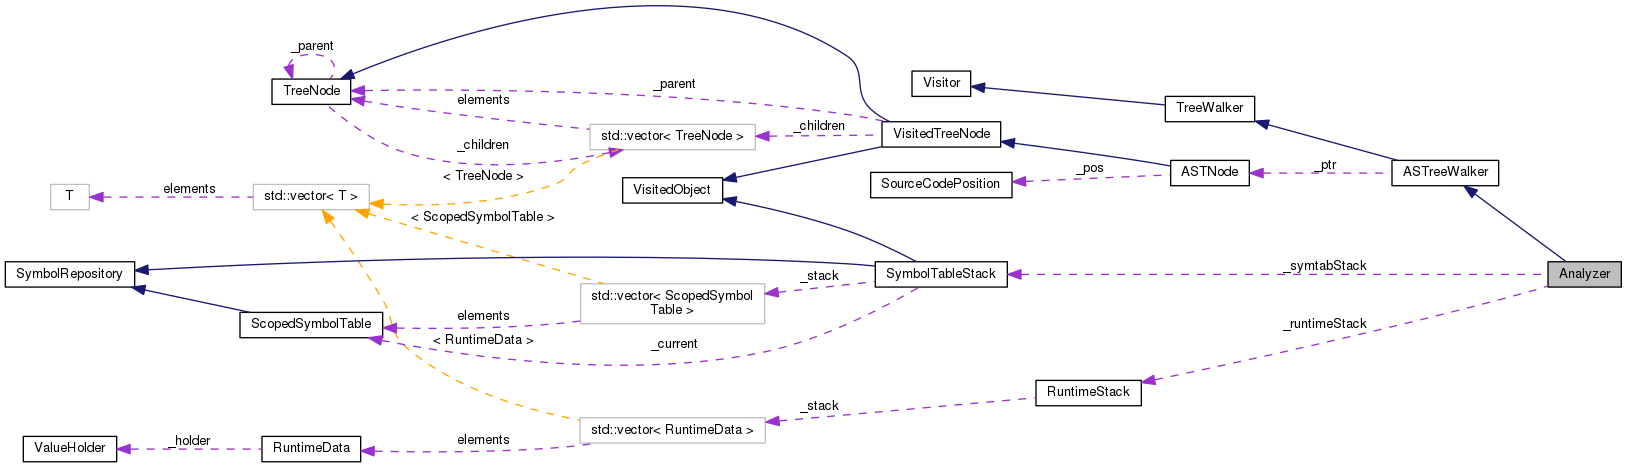 _parent
TreeNode
_parent
elements
std::vector< TreeNode >
_children
_children
< TreeNode >
VisitedTreeNode
Visitor
TreeWalker
_ptr
ASTreeWalker
ASTNode
_pos
SourceCodePosition
VisitedObject
T
elements
std::vector< T >
< ScopedSymbolTable >
SymbolRepository
SymbolTableStack
_symtabStack
Analyzer
_stack
std::vector< ScopedSymbol
Table >
elements
ScopedSymbolTable
_current
< RuntimeData >
_runtimeStack
RuntimeStack
_stack
std::vector< RuntimeData >
elements
RuntimeData
_holder
ValueHolder